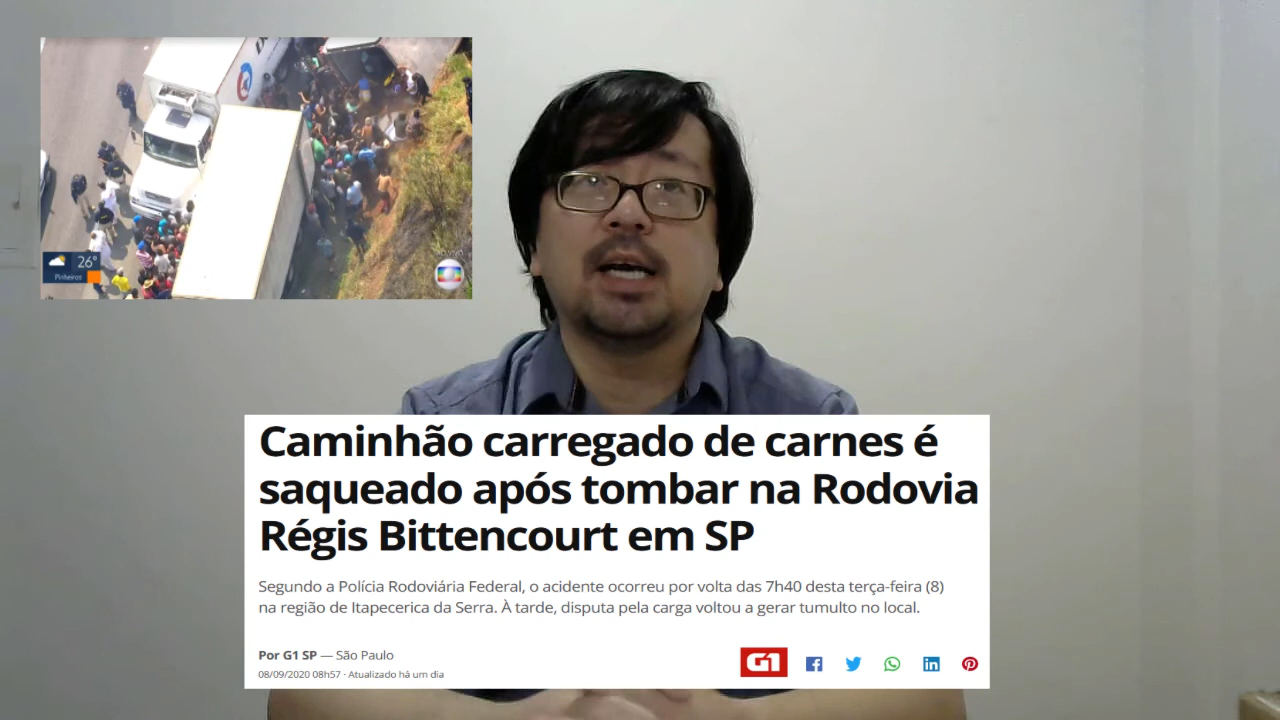 26°
Pinheiros
Caminhão carregado de carnes é
saqueado após tombar na Rodovia
Régis Bittencourt em SP
Segundo a Polícia Rodoviária Federal, o acidente ocorreu por volta das 7h40 desta terça-feira (8)
na região de Itapecerica da Serra. À tarde, disputa pela carga voltou a gerar tumulto no local.
Por G1 SP — São Paulo
08/09/2020 08h57 · Atualizado há um dia
G1